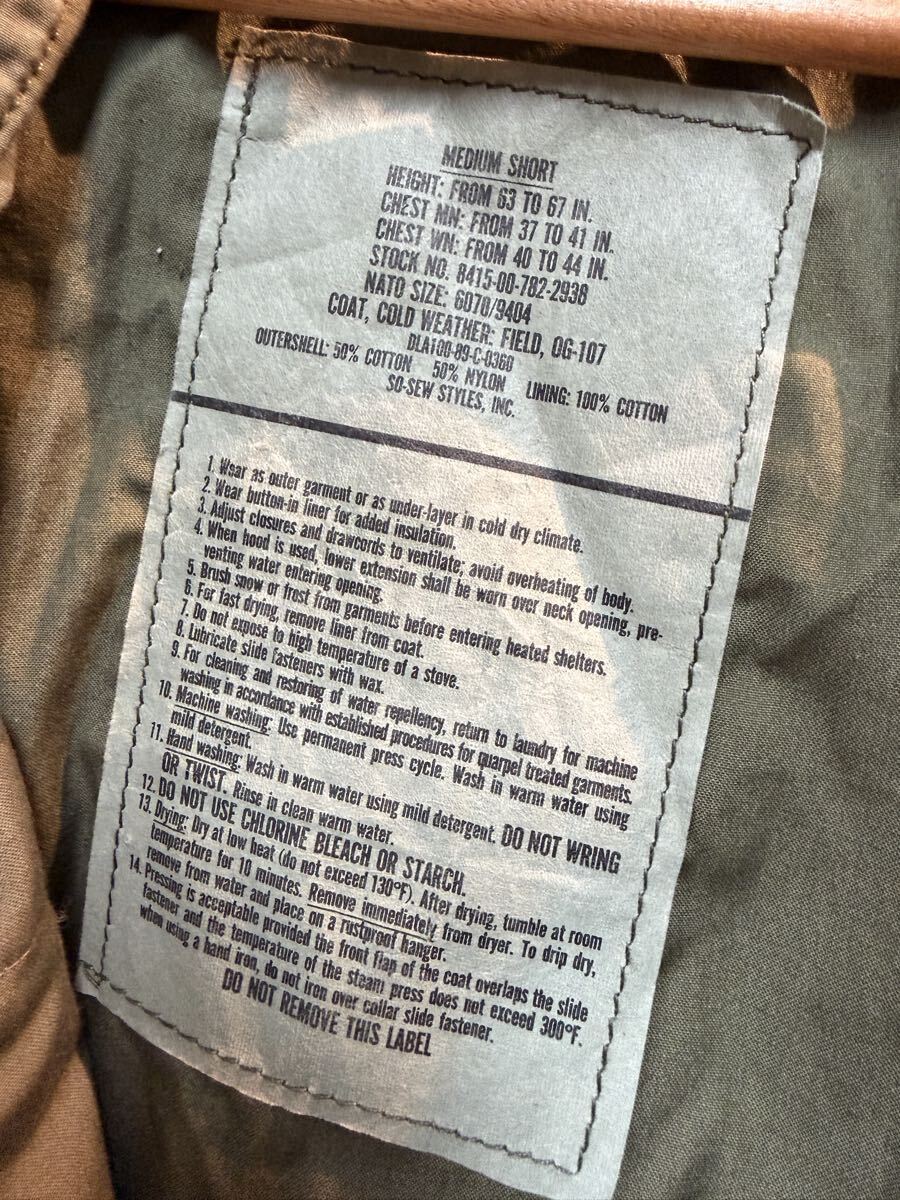 MEDIUM SHORT
HEIGHT: FROM 63 TO 67 IN.
CHEST MN: FROM 37 TO 41 IN.
CHEST WN: FROM 40 TO 44 IN.
STOCK NO. 8415-00-782-2938
NATO SIZE: 6070/9404
COAT, COLD WEATHER: FIELD, OG-107
DLA100-89-C-0360
OUTERSHELL: 50% COTTON 50% NYLON LINING: 100% COTTON
SO-SEW STYLES, INC.
1. Wear as outer garment or as under-layer in cold dry climate.
2. Wear button-in liner for added insulation.
3. Adjust closures and drawcords to ventilate; avoid overheating of body.
4. When hood is used, lower extension shall be worn over neck opening, pre-
venting water entering opening.
5. Brush snow or frost from garments before entering heated shelters.
6. For fast drying, remove liner from coat.
7. Do not expose to high temperature of a stove.
8. Lubricate slide fasteners with wax.
9. For cleaning and restoring of water repellency, return to laundry for machine
washing in accordance with established procedures for quarpel treated garments.
10. Machine washing: Use permanent press cycle. Wash in warm water using
mild detergent.
11. Hand washing: Wash in warm water using mild detergent. DO NOT WRING
OR TWIST. Rinse in clean warm water.
12. DO NOT USE CHLORINE BLEACH OR STARCH.
13. Drying: Dry at low heat (do not exceed 130°F). After drying, tumble at room
temperature for 10 minutes. Remove immediately from dryer. To drip dry,
remove from water and place on a rustproof hanger.
14. Pressing is acceptable provided the front flap of the coat overlaps the slide
fastener and the temperature of the steam press does not exceed 300°F.
when using a hand iron, do not iron over collar slide fastener.
DO NOT REMOVE THIS LABEL